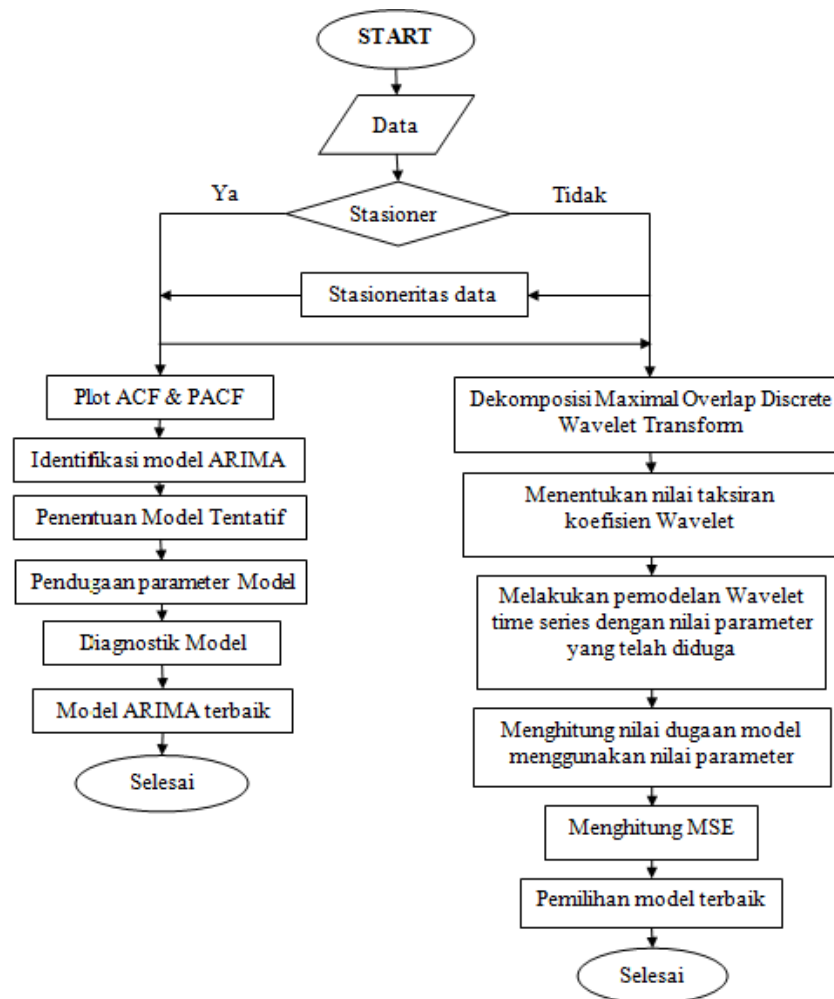 START
Data
Ya
Tidak
Stasioner
Stasioneritas data
Plot ACF & PACF
Identifikasi model ARIMA
Penentuan Model Tentatif
Pendugaan parameter Model
Diagnostik Model
Model ARIMA terbaik
Selesai
Dekomposisi Maximal Overlap Discrete
Wavelet Transform
Menentukan nilai taksiran
koefisien Wavelet
Melakukan pemodelan Wavelet
time series dengan nilai parameter
yang telah diduga
Menghitung nilai dugaan model
menggunakan nilai parameter
Menghitung MSE
Pemilihan model terbaik
Selesai